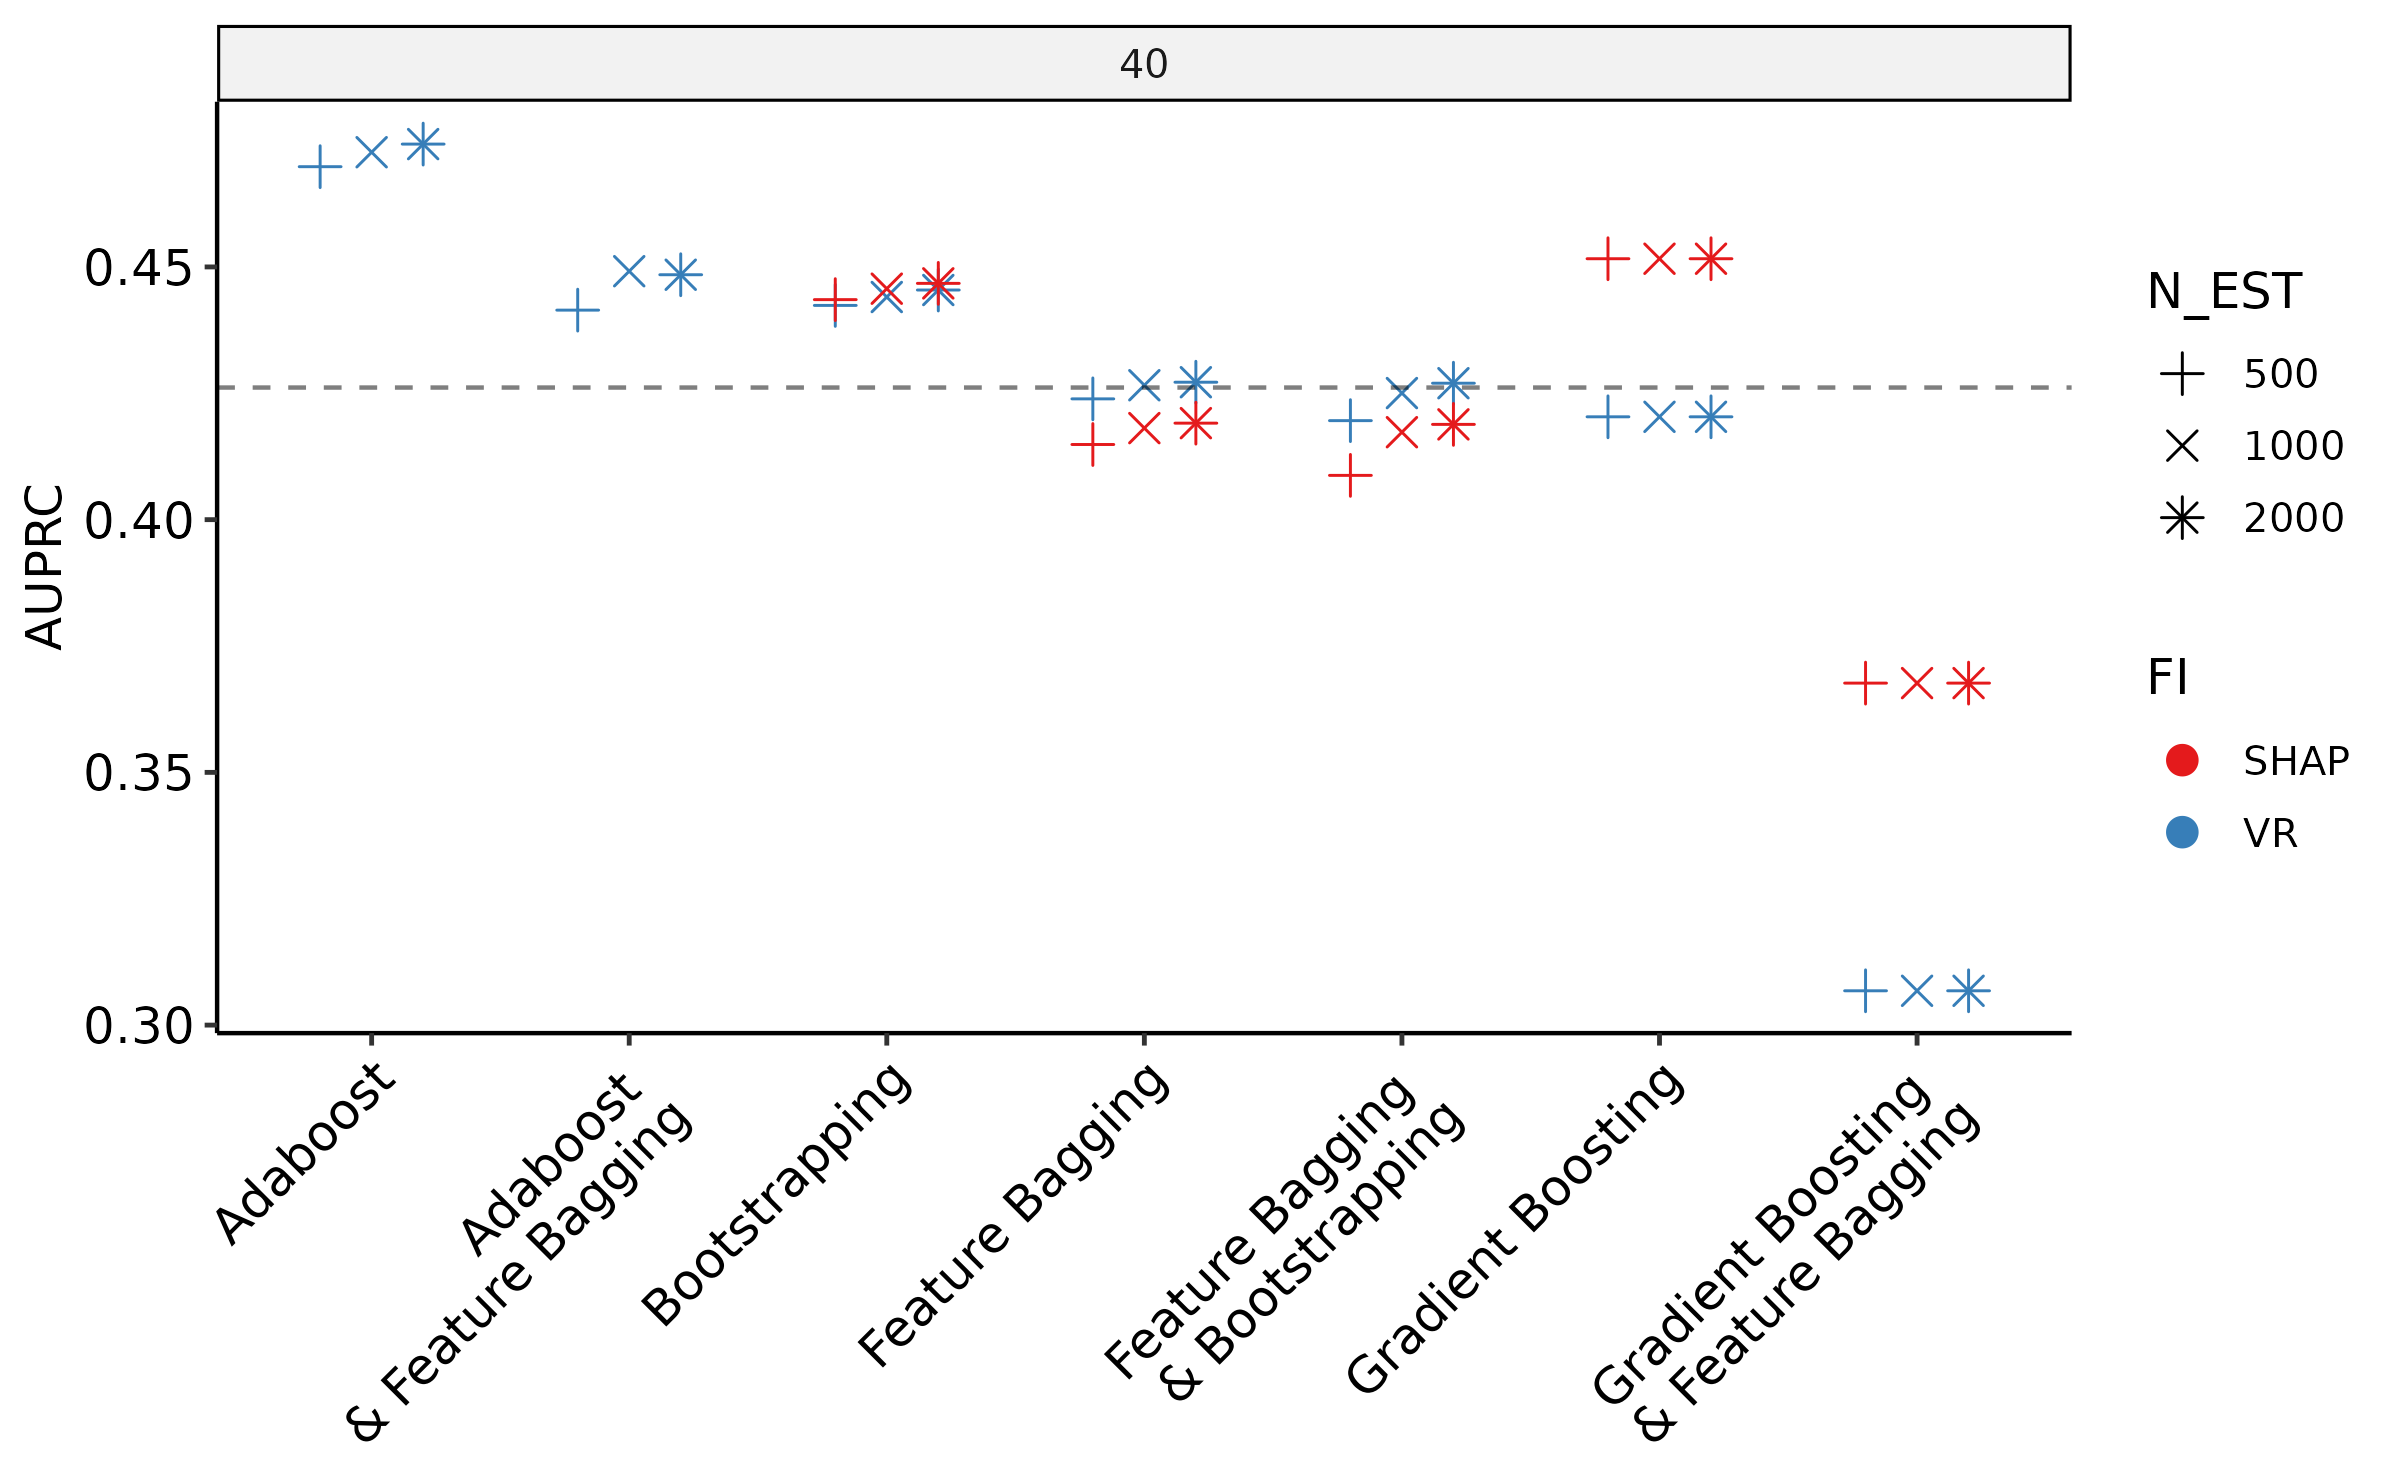 40
AUPRC
0.45
0.40
0.35
0.30
Adaboost
Adaboost
& Feature Bagging
Bootstrapping
Feature Bagging
Feature Bagging
& Bootstrapping
Gradient Boosting
Gradient Boosting
& Feature Bagging
N_EST
500
1000
2000
FI
SHAP
VR